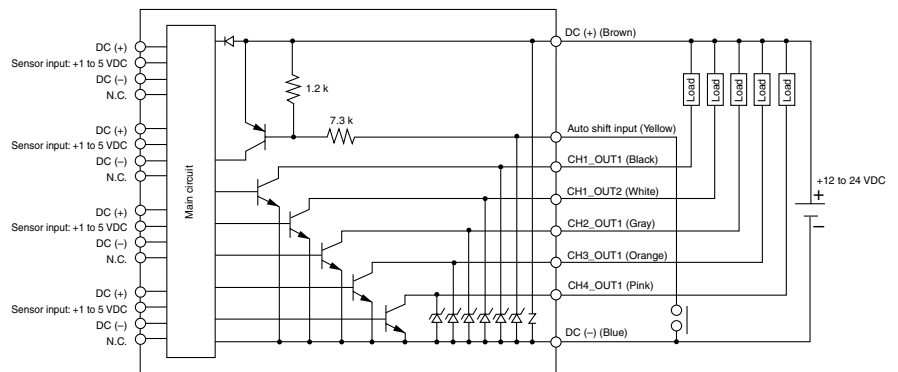 DC (+)
Sensor input: +1 to 5 VDC
DC (–)
N.C.
DC (+)
Sensor input: +1 to 5 VDC
DC (–)
N.C.
DC (+)
Sensor input: +1 to 5 VDC
DC (–)
N.C.
DC (+)
Sensor input: +1 to 5 VDC
DC (–)
N.C.
Main circuit
1.2 k
7.3 k
DC (+) (Brown)
Auto shift input (Yellow)
CH1_OUT1 (Black)
CH1_OUT2 (White)
CH2_OUT1 (Gray)
CH3_OUT1 (Orange)
CH4_OUT1 (Pink)
DC (–) (Blue)
Load
Load
Load
Load
Load
+12 to 24 VDC
+
–